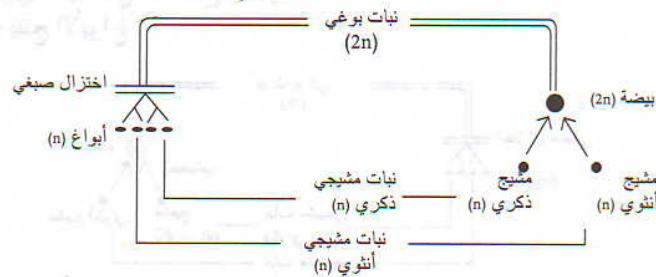 نبات بوغي
(2n)
اختزال صبغي
بيضة (2n)
أبواغ (n)
نبات مشيجي
ذكري (n)
مشيج
ذكري (n)
مشيج
أنثوي (n)
نبات مشيجي
أنثوي (n)